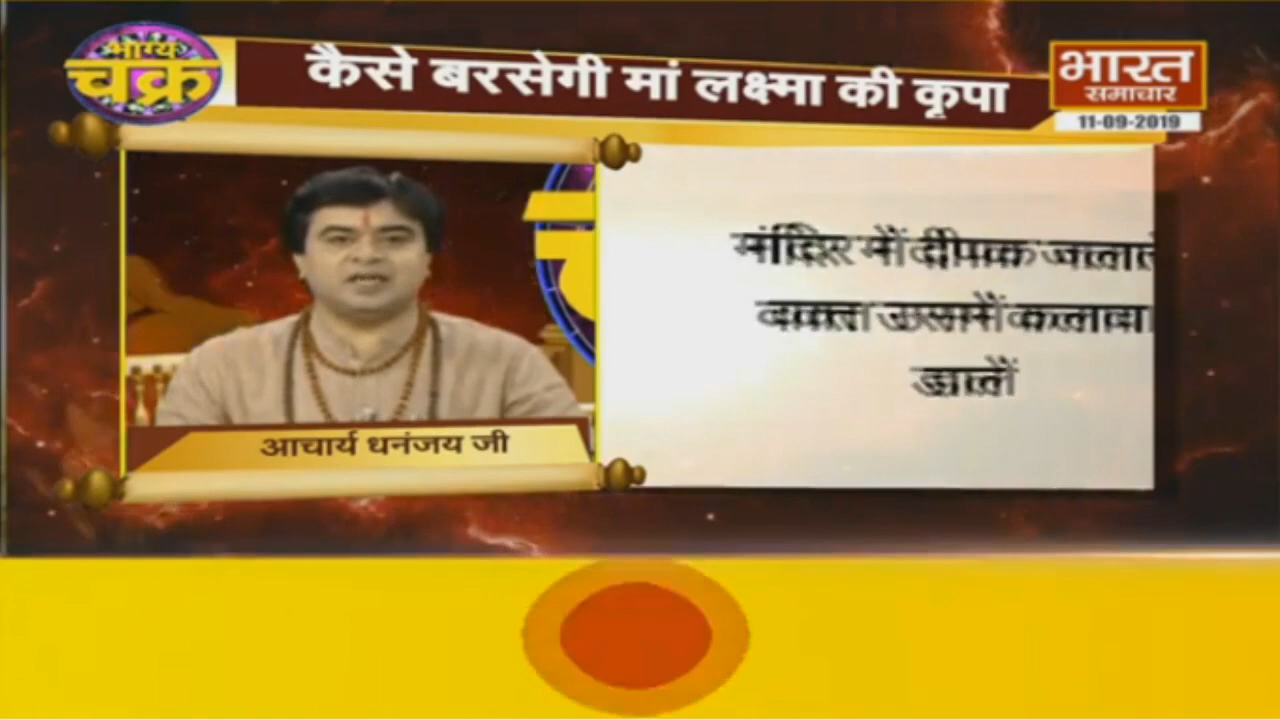 भाग्य
चक्र
कैसे बरसेगी मां लक्ष्मा की कृपा
भारत
समाचार
11-09-2019
मंदिर में दीपक जलाते
वक्त उसमें कलावा
डालें
आचार्य धनंजय जी